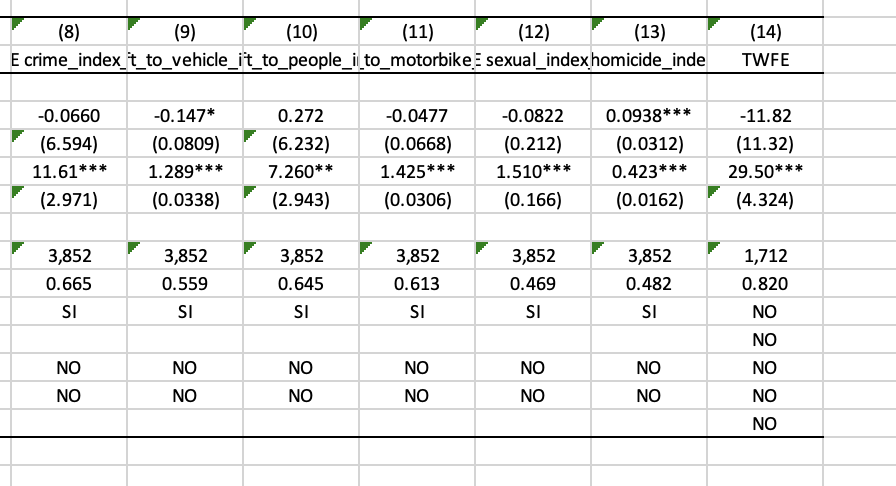 (8) (9) (10) (11) (12) (13) (14)
E crime_index_ ft_to_vehicle_i ft_to_people_i _to_motorbike_ E sexual_index homicide_inde TWFE
-0.0660 -0.147* 0.272 -0.0477 -0.0822 0.0938*** -11.82
(6.594) (0.0809) (6.232) (0.0668) (0.212) (0.0312) (11.32)
11.61*** 1.289*** 7.260** 1.425*** 1.510*** 0.423*** 29.50***
(2.971) (0.0338) (2.943) (0.0306) (0.166) (0.0162) (4.324)
3,852 3,852 3,852 3,852 3,852 3,852 1,712
0.665 0.559 0.645 0.613 0.469 0.482 0.820
SI SI SI SI SI SI NO
NO
NO NO NO NO NO NO NO
NO NO NO NO NO NO NO
NO